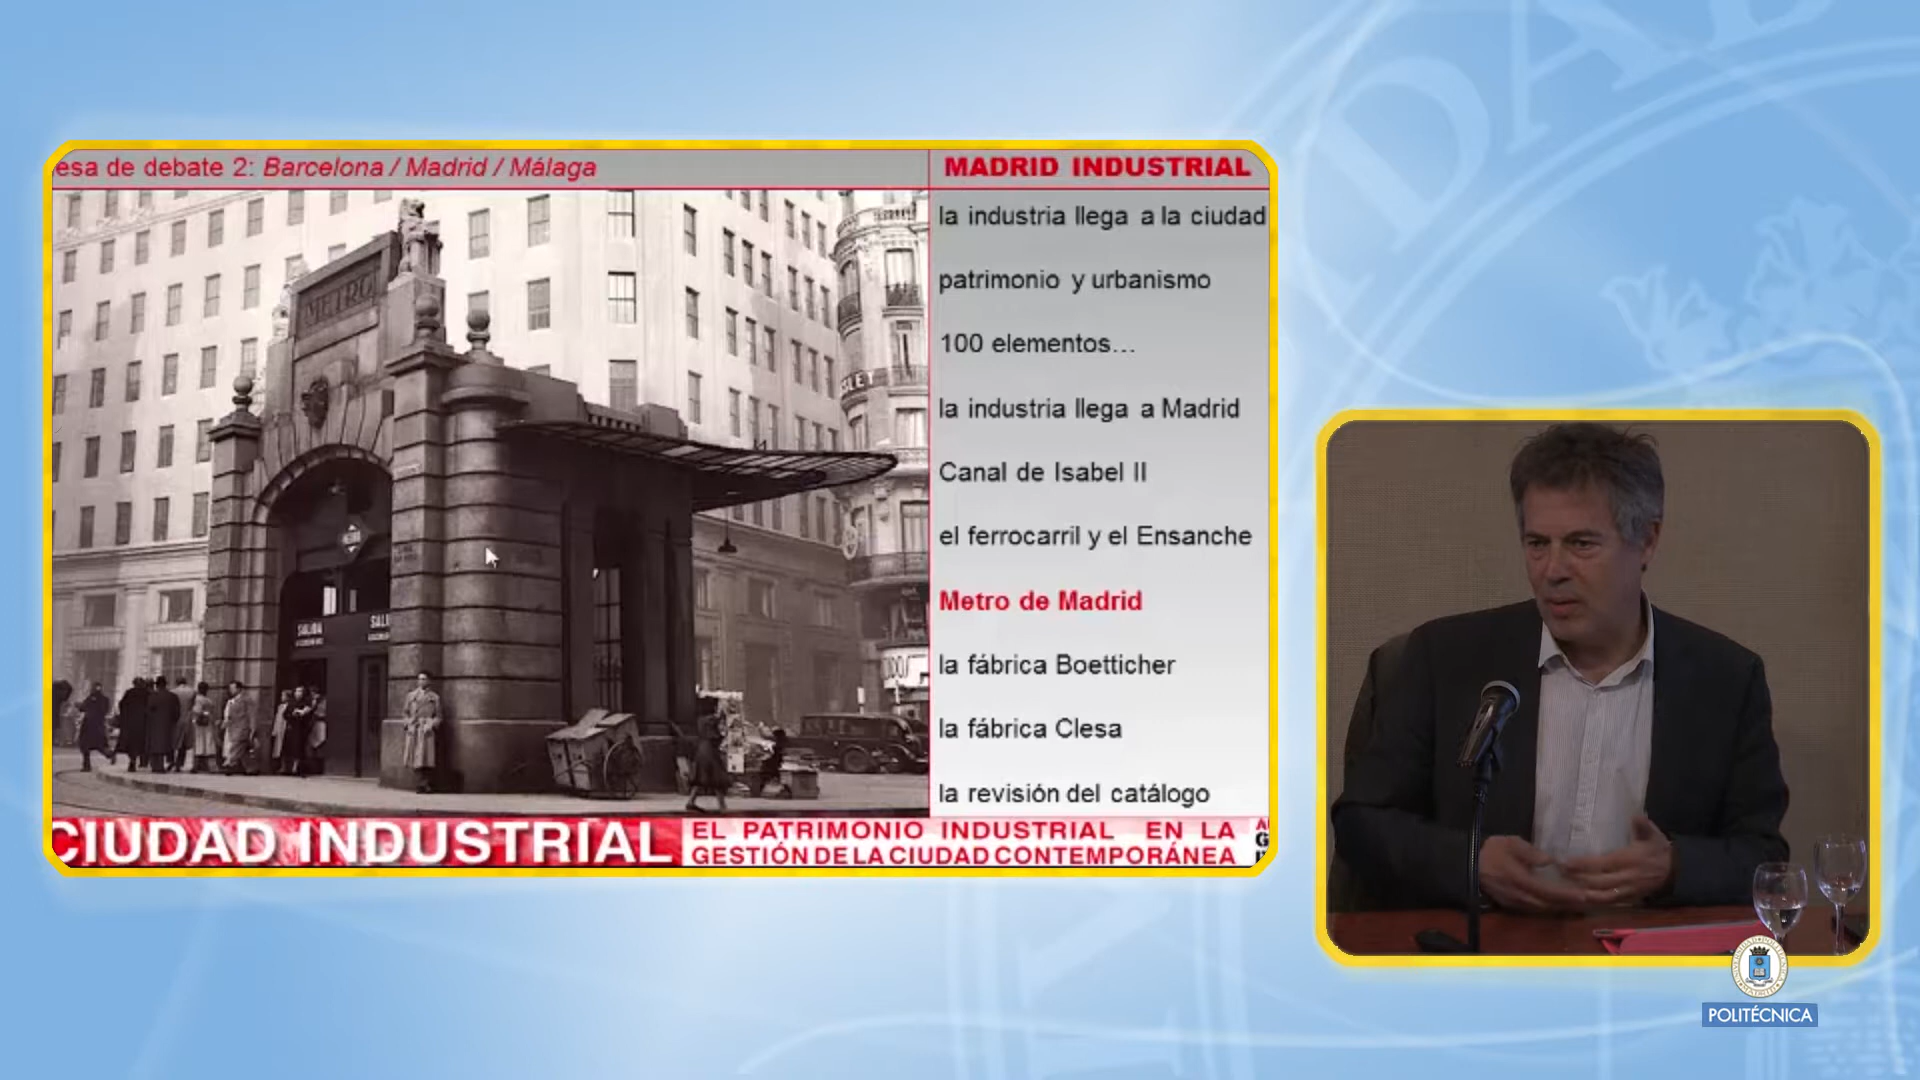 esa de debate 2: Barcelona / Madrid / Málaga
MADRID INDUSTRIAL
la industria llega a la ciudad
patrimonio y urbanismo
100 elementos...
la industria llega a Madrid
Canal de Isabel II
el ferrocarril y el Ensanche
Metro de Madrid
la fábrica Boetticher
la fábrica Clesa
la revisión del catálogo
METRO
METRO
SALIDA
SALI
CIUDAD INDUSTRIAL
EL PATRIMONIO INDUSTRIAL EN LA
GESTIÓN DE LA CIUDAD CONTEMPORÁNEA
POLITÉCNICA